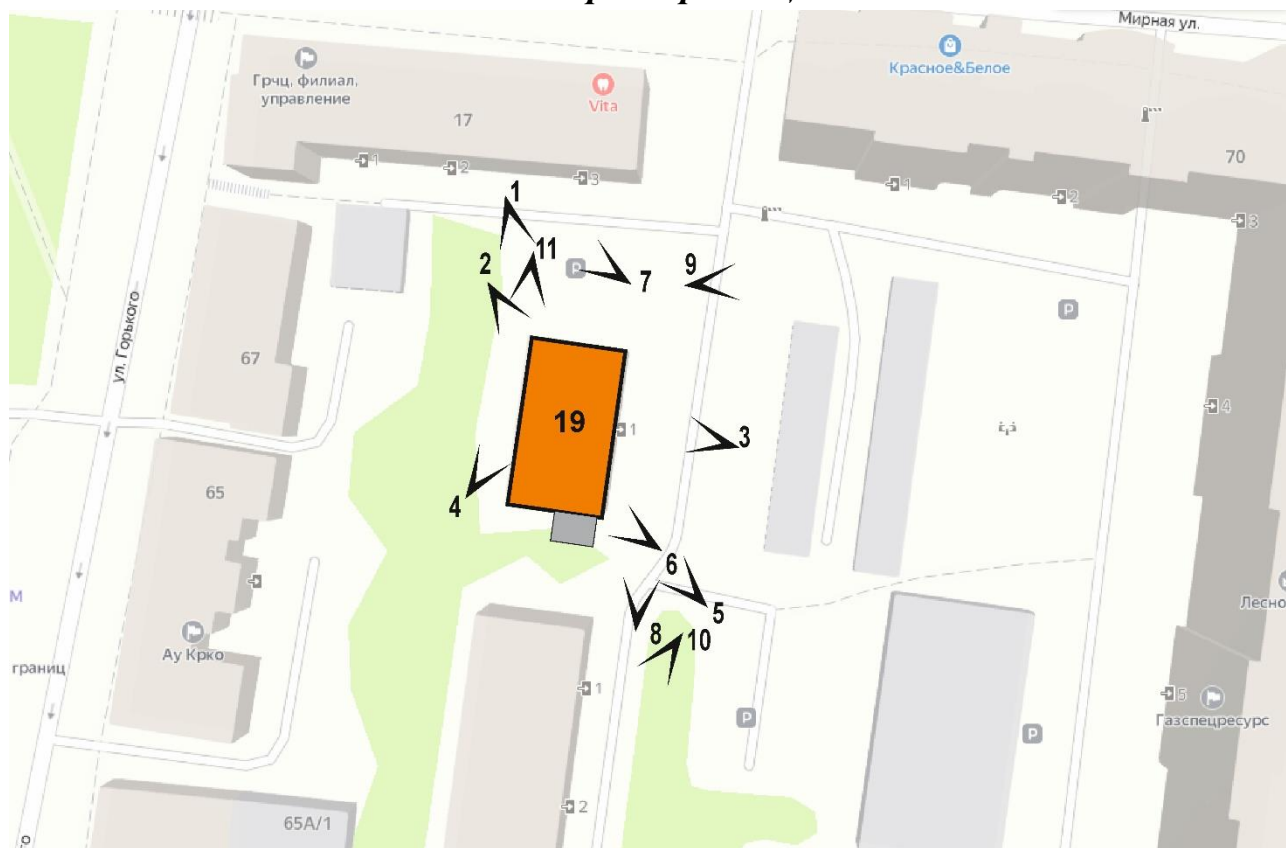 Мирная ул.
Красное&Белое
Грчц, филиал,
управление
Vita
17
1
2
3
70
1
2
3
1
11
2
P
7
9
P
67
ул. Горького
19
1
3
4
4
65
6
5
8
10
М
границ
Ау Крко
Лесно
1
P
P
5
Газспецресурс
2
65А/1